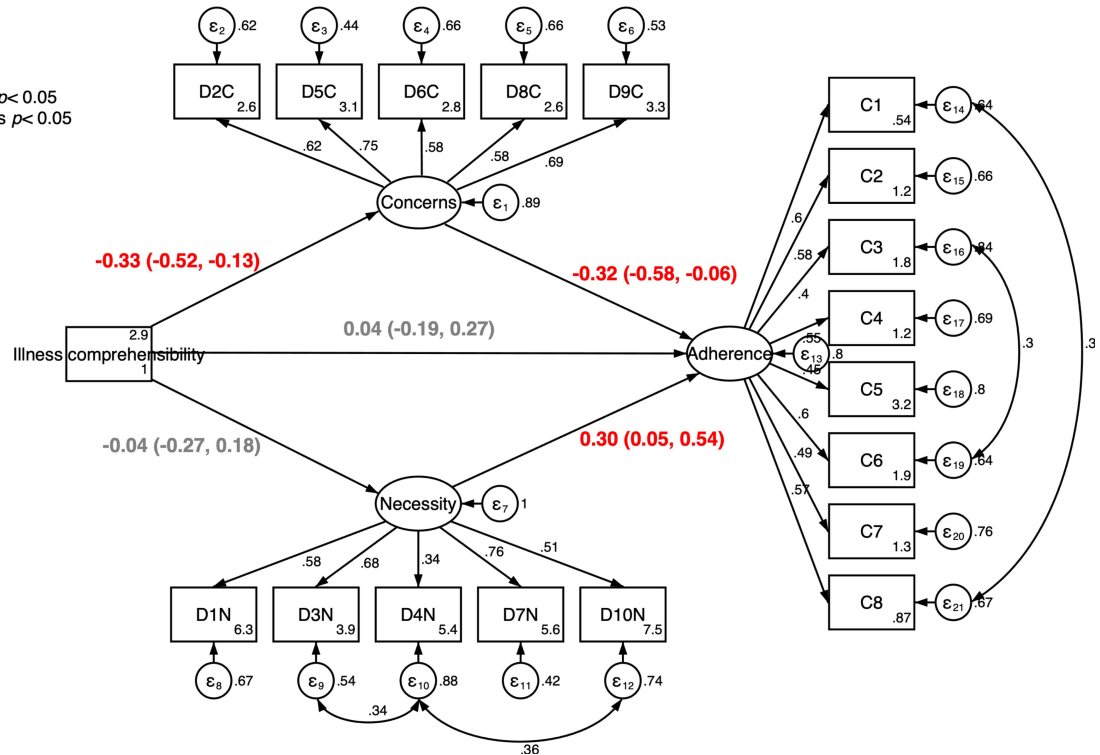 ε2 .62 ε3 .44 ε4 .66 ε5 .66 ε6 .53
D2C 2.6 D5C 3.1 D6C 2.8 D8C 2.6 D9C 3.3
p< 0.05
s p< 0.05
.62 .75 .58 .58 .69
Concerns ε1 .89
-0.33 (-0.52, -0.13)
-0.32 (-0.58, -0.06)
2.9
Illness comprehensibility
1
0.04 (-0.19, 0.27)
Adherence ε13 .8
-0.04 (-0.27, 0.18)
0.30 (0.05, 0.54)
Necessity ε7 1
.58 .68 .34 .76 .51
D1N 6.3 D3N 3.9 D4N 5.4 D7N 5.6 D10N 7.5
ε8 .67 ε9 .54 ε10 .88 ε11 .42 ε12 .74
.34
.36
C1 .54 ε14 .64
C2 1.2 ε15 .66
C3 1.8 ε16 .84
C4 1.2 ε17 .69
C5 3.2 ε18 .8
C6 1.9 ε19 .64
C7 1.3 ε20 .76
C8 .87 ε21 .67
.6
.58
.4
.55
.45
.6
.49
.57
.3
.3